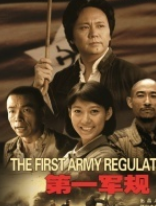 THE FIRST ARMY REGULAT
第一军规